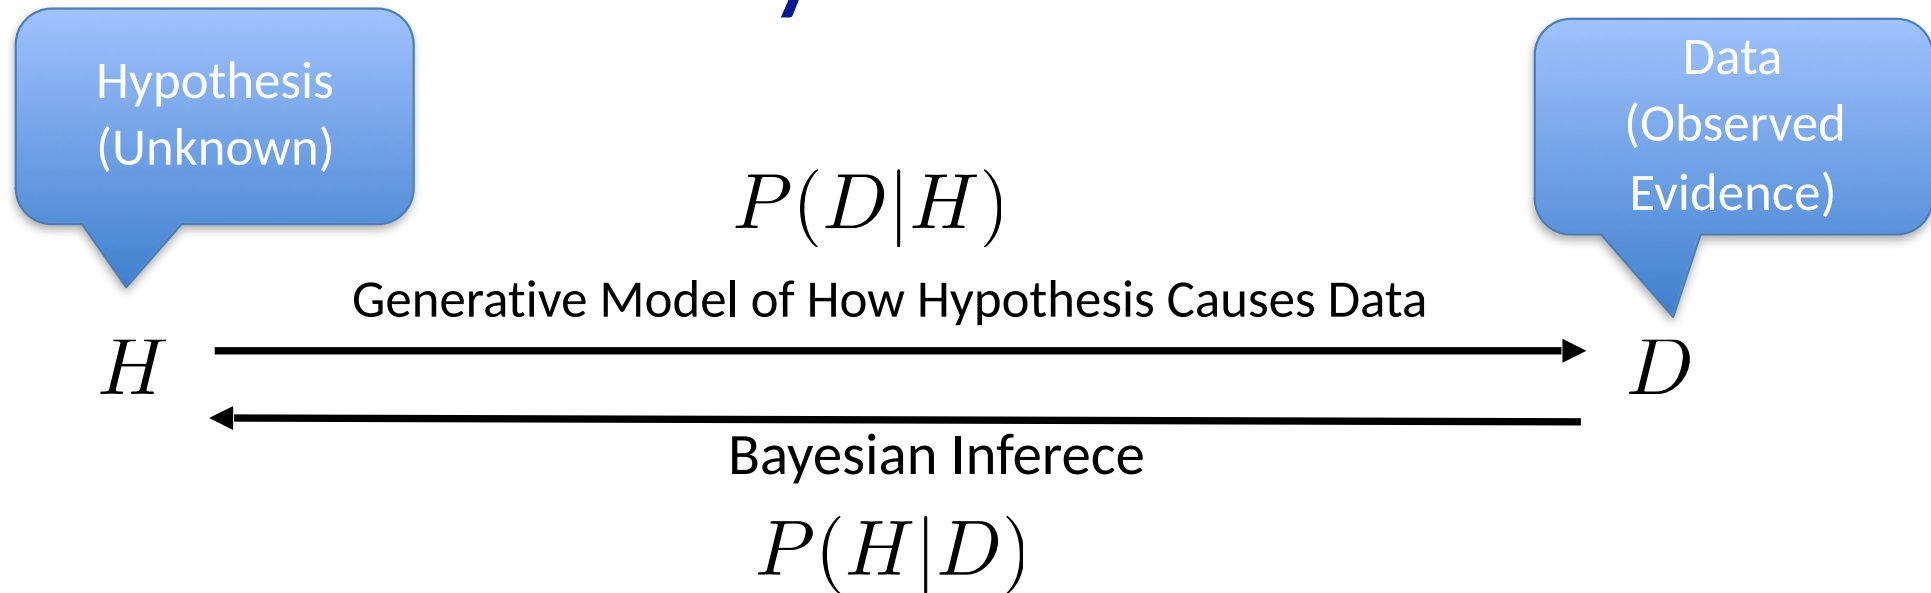 Hypothesis
(Unknown)
Data
(Observed
Evidence)
P(D|H)
Generative Model of How Hypothesis Causes Data
H
D
Bayesian Inferece
P(H|D)